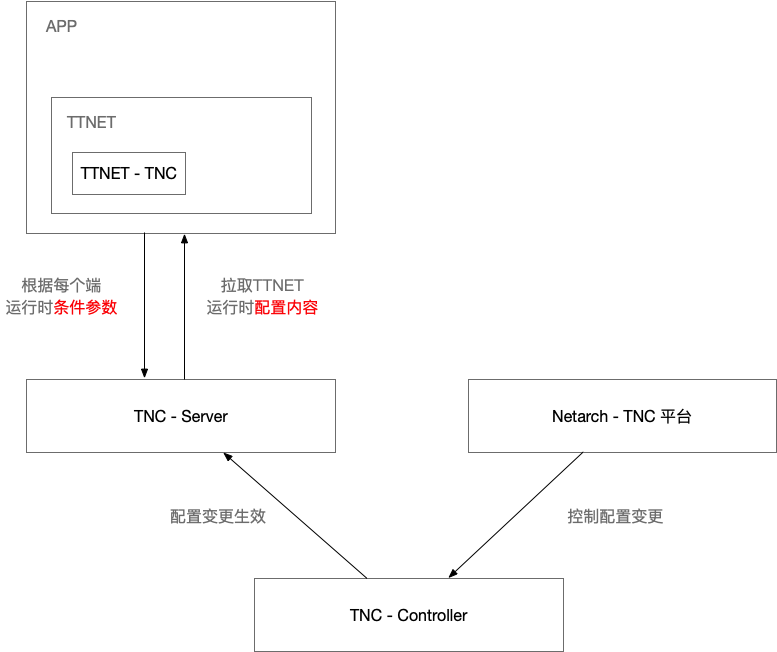 APP
TTNET
TTNET - TNC
根据每个端
运行时条件参数
拉取TTNET
运行时配置内容
TNC - Server
Netarch - TNC 平台
配置变更生效
控制配置变更
TNC - Controller